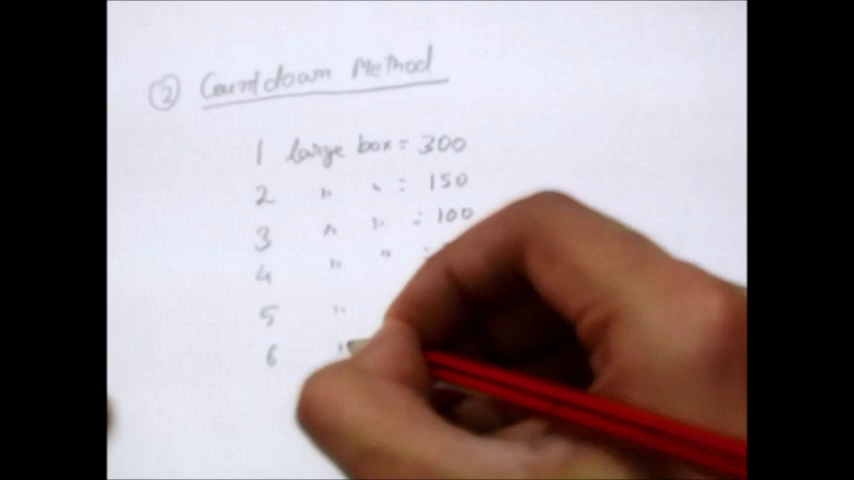 ② Countdown Method
1 large box = 300
2 " " = 150
3 " " = 100
4 " " =
5 "
6 "